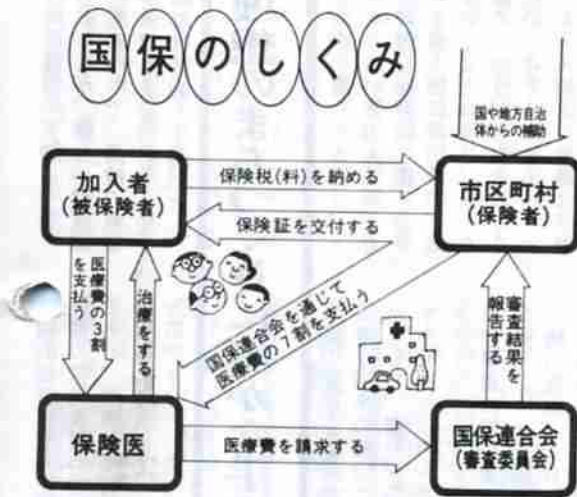 国保のしくみ
国や地方自治
体からの補助
加入者
(被保険者)
保険税(料)を納める
市区町村
(保険者)
保険証を交付する
医療費の3割
を支払う
治療をする
国保連合会を通じて
医療費の7割を支払う
審査結果を
報告する
保険医
医療費を請求する
国保連合会
(審査委員会)